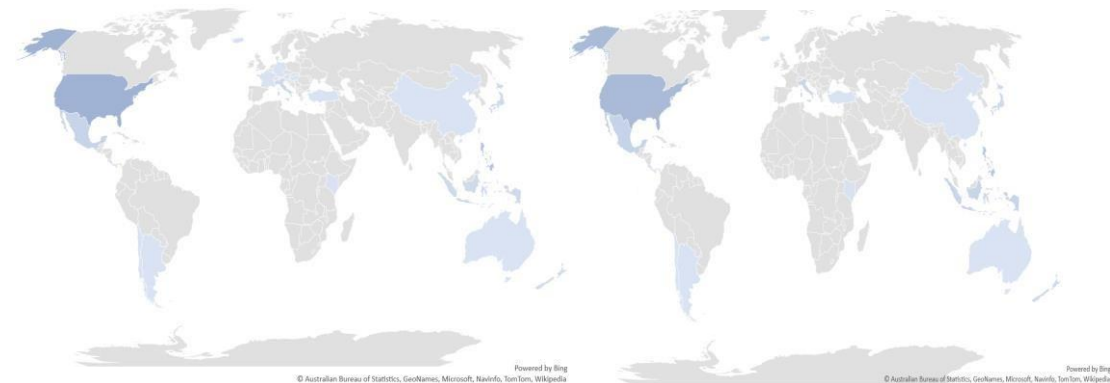 Powered by Bing
© Australian Bureau of Statistics, GeoNames, Microsoft, Navinfo, TomTom, Wikipedia
Powered by Bing
© Australian Bureau of Statistics, GeoNames, Microsoft, Navinfo, TomTom, Wikipedia